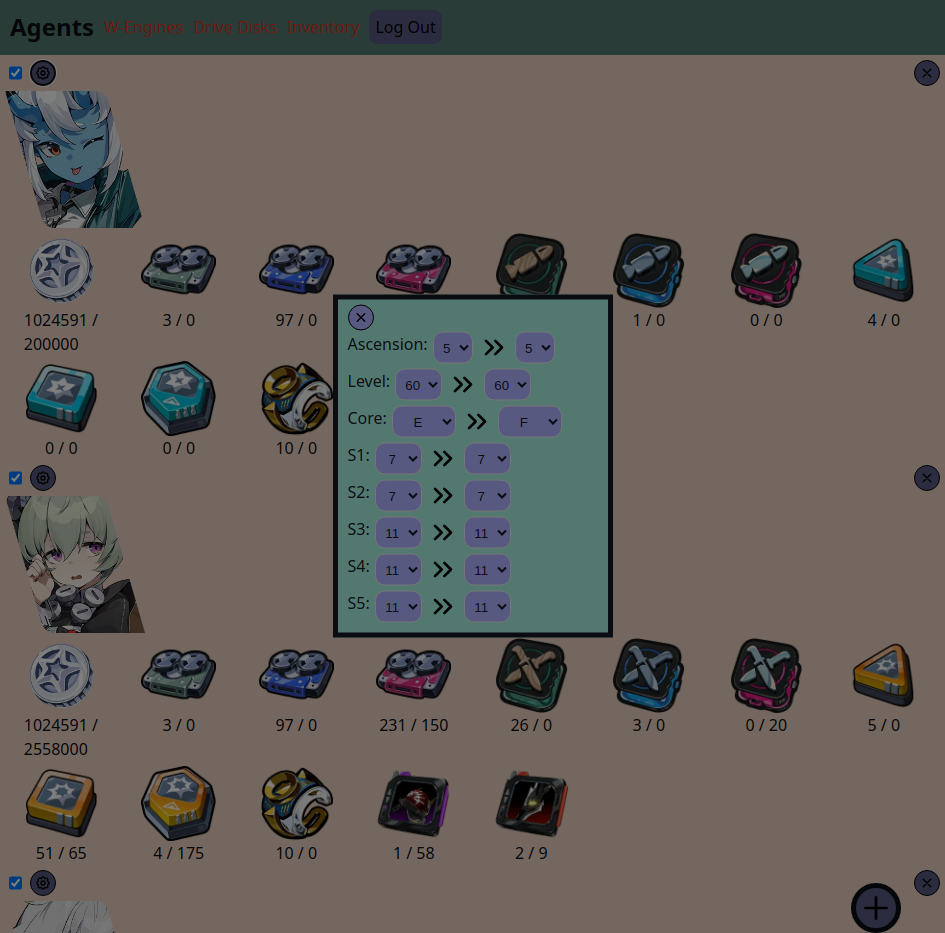 Agents W-Engines Drive Disks Inventory Log Out
1024591 /
200000
3 / 0
97 / 0
1 / 0
0 / 0
4 / 0
0 / 0
0 / 0
10 / 0
Ascension: 5 5
Level: 60 60
Core: E F
S1: 7 7
S2: 7 7
S3: 11 11
S4: 11 11
S5: 11 11
1024591 /
2558000
3 / 0
97 / 0
231 / 150
26 / 0
3 / 0
0 / 20
5 / 0
51 / 65
4 / 175
10 / 0
1 / 58
2 / 9